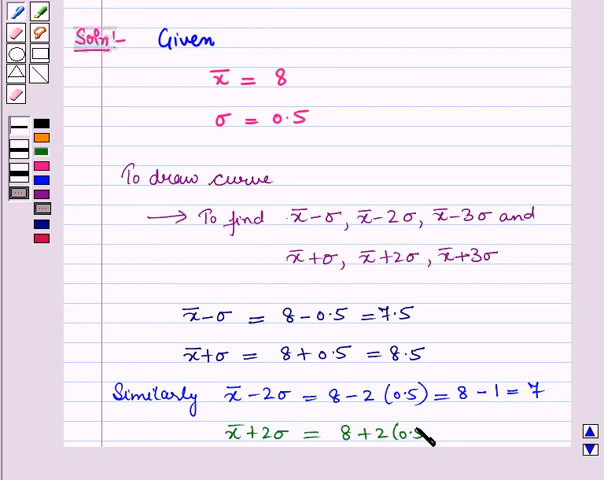 Soln:- Given
x̄ = 8
σ = 0.5
To draw curve
→ To find x̄-σ, x̄-2σ, x̄-3σ and
x̄+σ, x̄+2σ, x̄+3σ
x̄-σ = 8-0.5 = 7.5
x̄+σ = 8+0.5 = 8.5
Similarly x̄-2σ = 8-2(0.5) = 8-1 = 7
x̄+2σ = 8+2(0.5